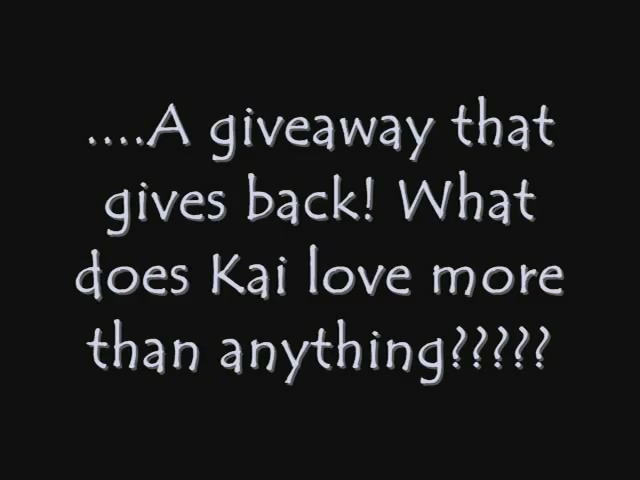 ....A giveaway that
gives back! What
does Kai love more
than anything?????